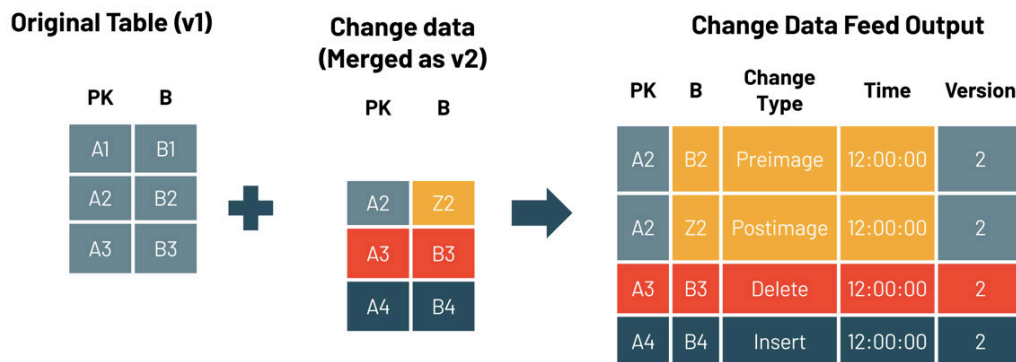 Original Table (v1)
PK B
A1 B1
A2 B2
A3 B3
Change data
(Merged as v2)
PK B
A2 Z2
A3 B3
A4 B4
Change Data Feed Output
PK B Change Type Time Version
A2 B2 Preimage 12:00:00 2
A2 Z2 Postimage 12:00:00 2
A3 B3 Delete 12:00:00 2
A4 B4 Insert 12:00:00 2